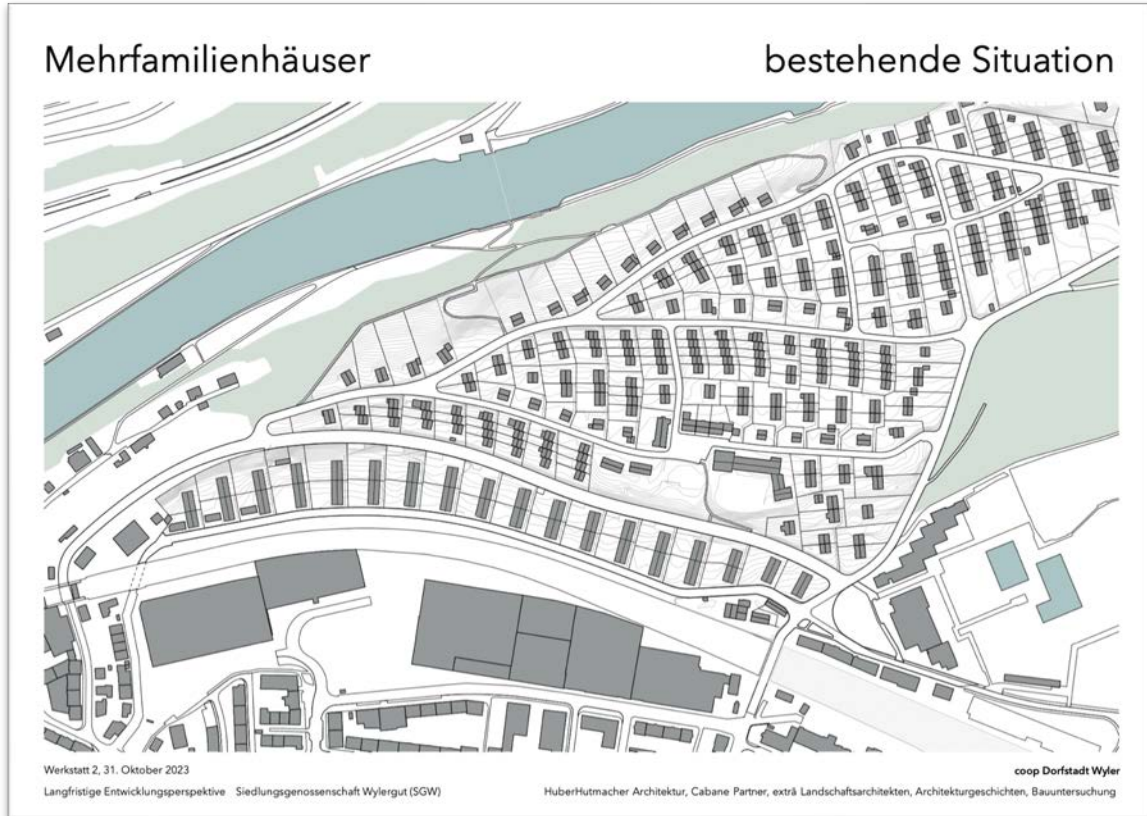 Mehrfamilienhäuser
bestehende Situation
Werkstatt 2, 31. Oktober 2023
coop Dorfstadt Wyler
Langfristige Entwicklungsperspektive Siedlungsgenossenschaft Wylergut (SGW)
HuberHutmacher Architektur, Cabane Partner, extrā Landschaftsarchitekten, Architekturgeschichten, Bauuntersuchung